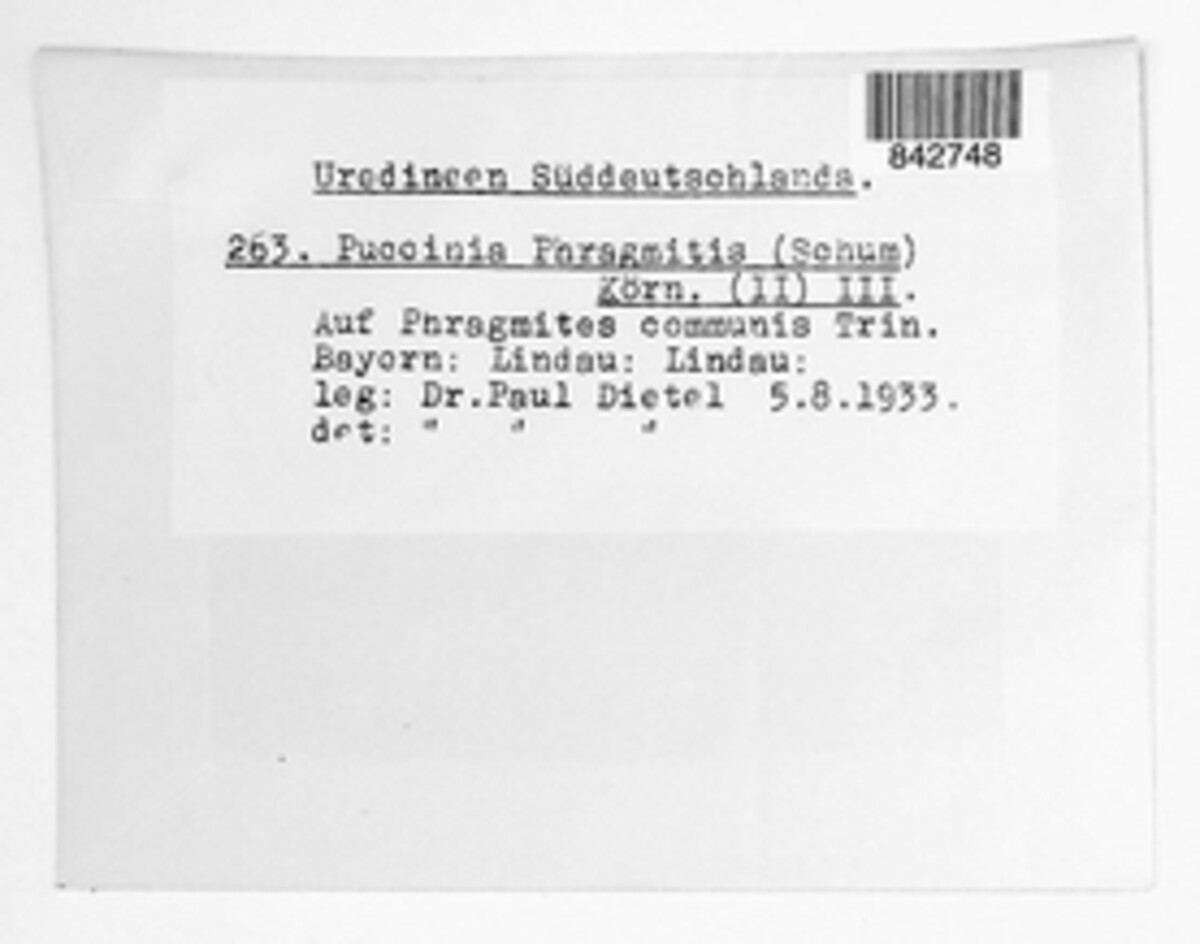 842748
Uredineen Süddeutschlands.
263. Puccinia Phragmitis (Schum)
Körn. (II) III.
Auf Phragmites communis Trin.
Bayern: Lindau: Lindau:
leg: Dr.Paul Dietel 5.8.1933.
det: " " "